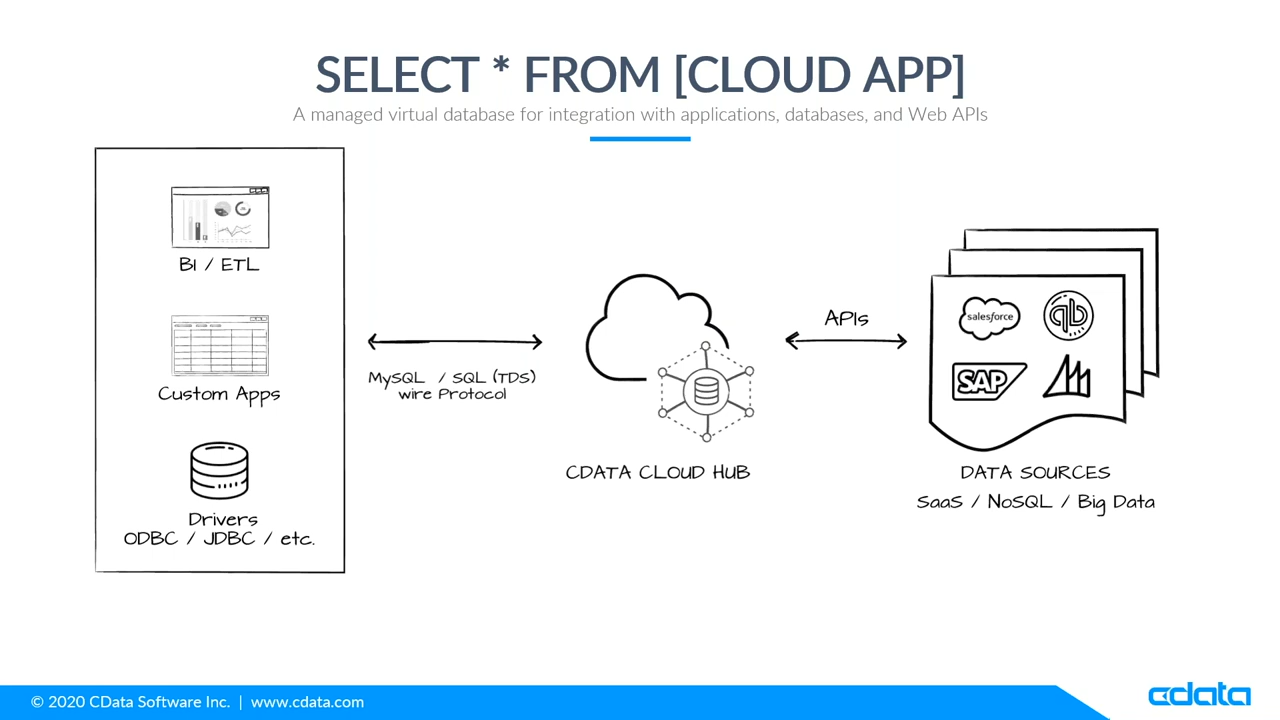 SELECT * FROM [CLOUD APP]
A managed virtual database for integration with applications, databases, and Web APIs
BI / ETL
Custom Apps
Drivers
ODBC / JDBC / etc.
MySQL / SQL (TDS)
wire Protocol
CDATA CLOUD HUB
APIs
salesforce
qb
SAP
DATA SOURCES
SaaS / NoSQL / Big Data
© 2020 CData Software Inc. | www.cdata.com
cdata